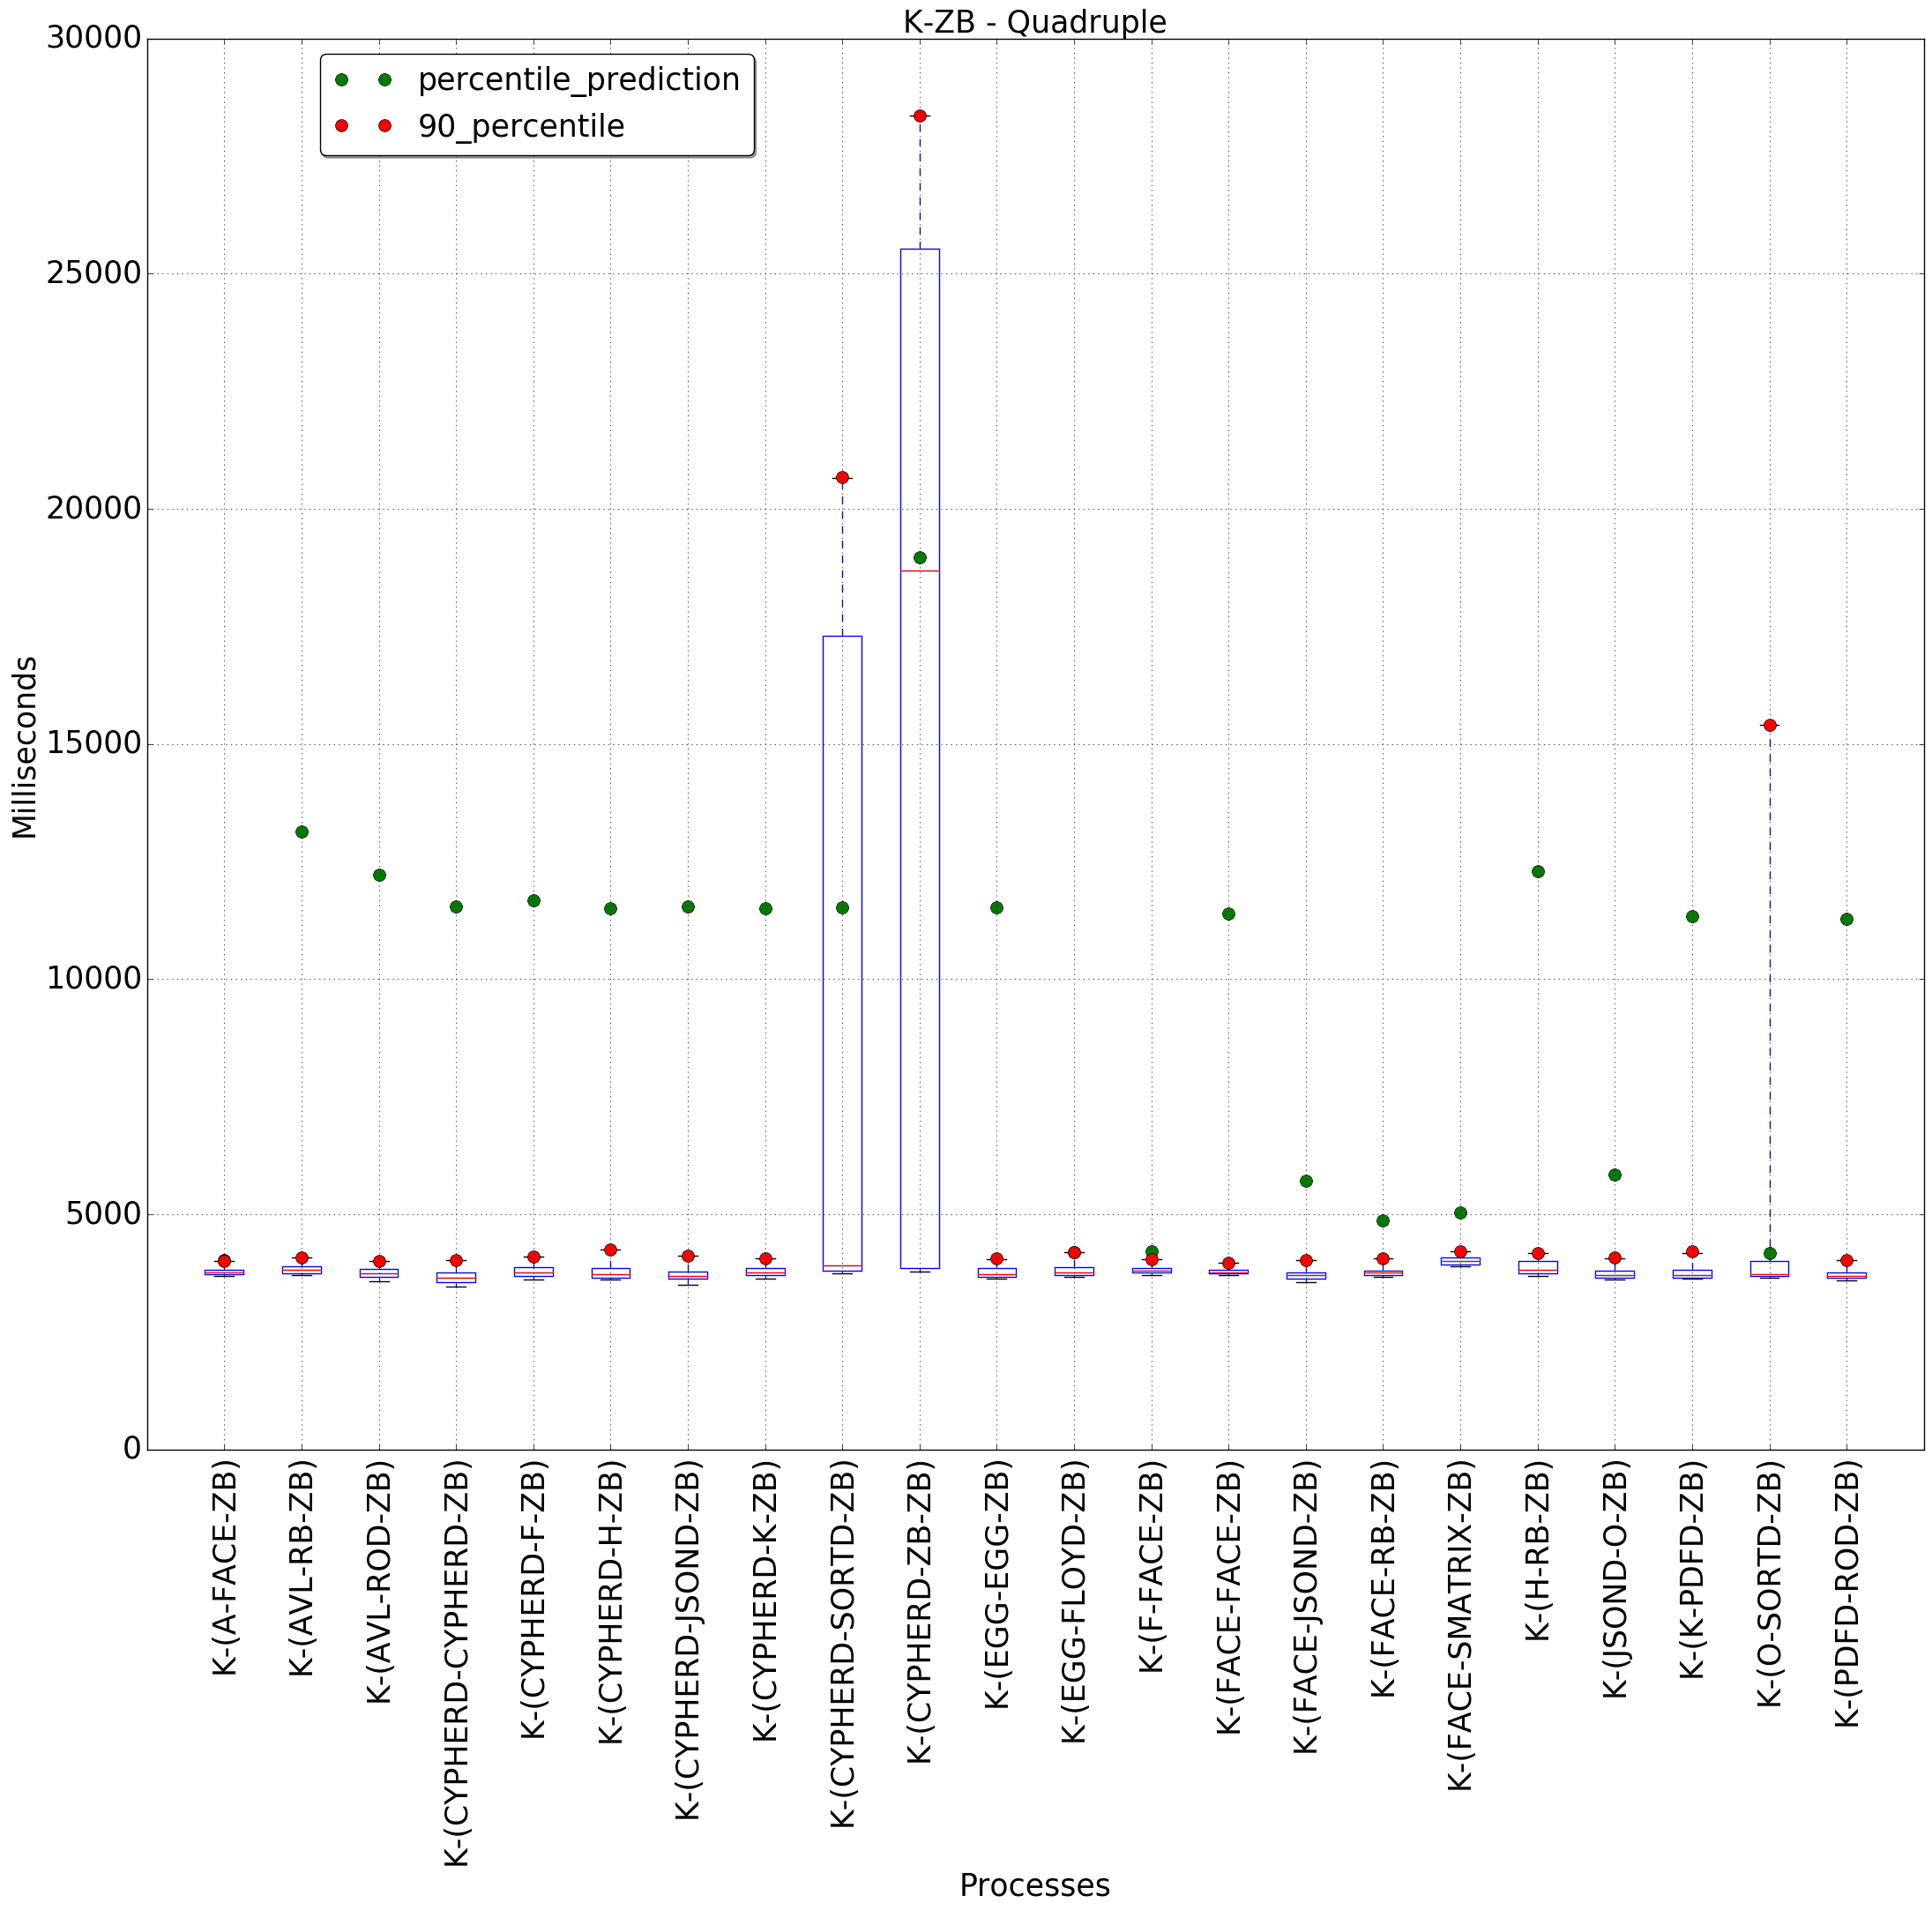 K-ZB - Quadruple
percentile_prediction
90_percentile
30000
25000
20000
15000
10000
5000
0
Milliseconds
K-(A-FACE-ZB)
K-(AVL-RB-ZB)
K-(AVL-ROD-ZB)
K-(CYPHERD-CYPHERD-ZB)
K-(CYPHERD-F-ZB)
K-(CYPHERD-H-ZB)
K-(CYPHERD-JSOND-ZB)
K-(CYPHERD-K-ZB)
K-(CYPHERD-SORTD-ZB)
K-(CYPHERD-ZB-ZB)
K-(EGG-EGG-ZB)
K-(EGG-FLOYD-ZB)
K-(F-FACE-ZB)
K-(FACE-FACE-ZB)
K-(FACE-JSOND-ZB)
K-(FACE-RB-ZB)
K-(FACE-SMATRIX-ZB)
K-(H-RB-ZB)
K-(JSOND-O-ZB)
K-(K-PDFD-ZB)
K-(O-SORTD-ZB)
K-(PDFD-ROD-ZB)
Processes